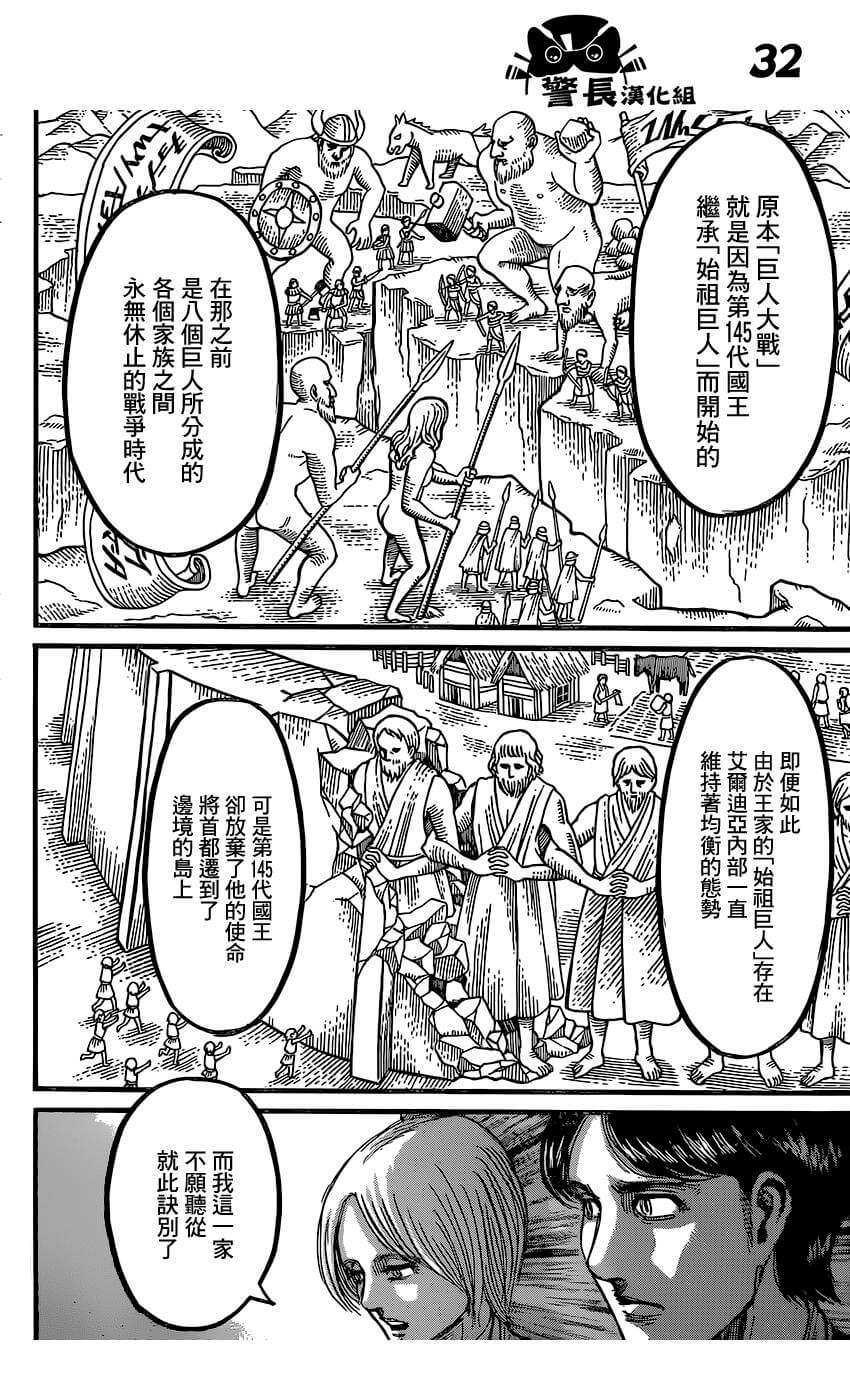 32
警長漢化組
原本「巨人大戰」
就是因為第145代國王
繼承「始祖巨人」而開始的
在那之前
是八個巨人所分成的
各個家族之間
永無休止的戰爭時代
即便如此
由於王家的「始祖巨人」存在
艾爾迪亞內部一直
維持著均衡的態勢
可是第145代國王
卻放棄了他的使命
將首都遷到了
邊境的島上
而我這一家
不願聽從
就此訣別了